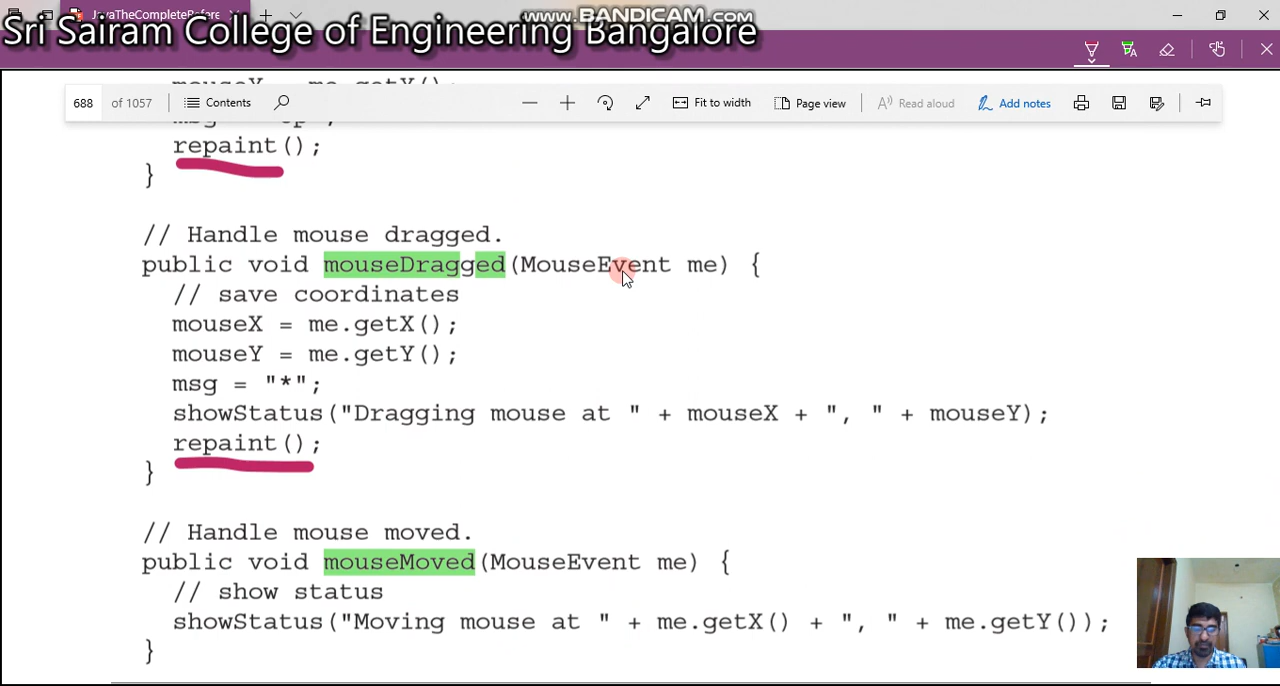 JavaTheCompleteRefere
www.BANDICAM.com
Sri Sairam College of Engineering Bangalore
688 of 1057 Contents Fit to width Page view Read aloud Add notes
repaint();
}
// Handle mouse dragged.
public void mouseDragged(MouseEvent me) {
// save coordinates
mouseX = me.getX();
mouseY = me.getY();
msg = "*";
showStatus("Dragging mouse at " + mouseX + ", " + mouseY);
repaint();
}
// Handle mouse moved.
public void mouseMoved(MouseEvent me) {
// show status
showStatus("Moving mouse at " + me.getX() + ", " + me.getY());
}